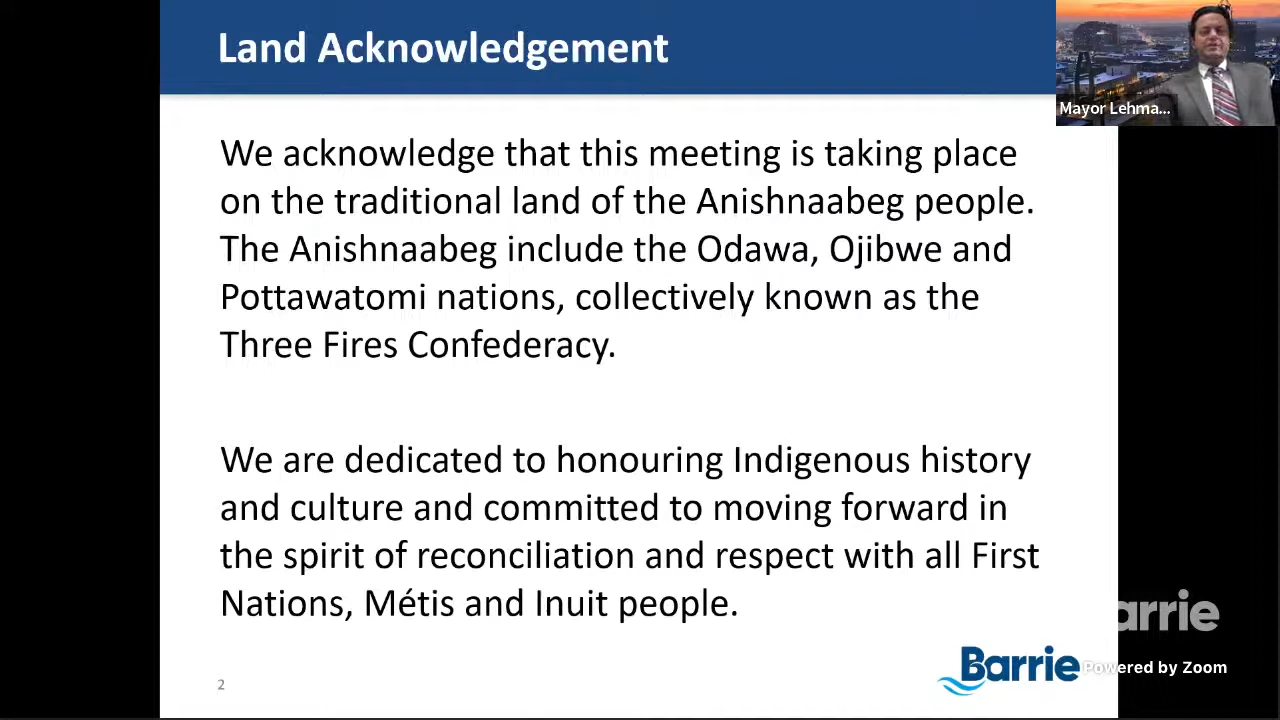 Land Acknowledgement
Mayor Lehma...
We acknowledge that this meeting is taking place
on the traditional land of the Anishnaabeg people.
The Anishnaabeg include the Odawa, Ojibwe and
Pottawatomi nations, collectively known as the
Three Fires Confederacy.
We are dedicated to honouring Indigenous history
and culture and committed to moving forward in
the spirit of reconciliation and respect with all First
Nations, Métis and Inuit people.
arrie
2
Barrie
Powered by Zoom